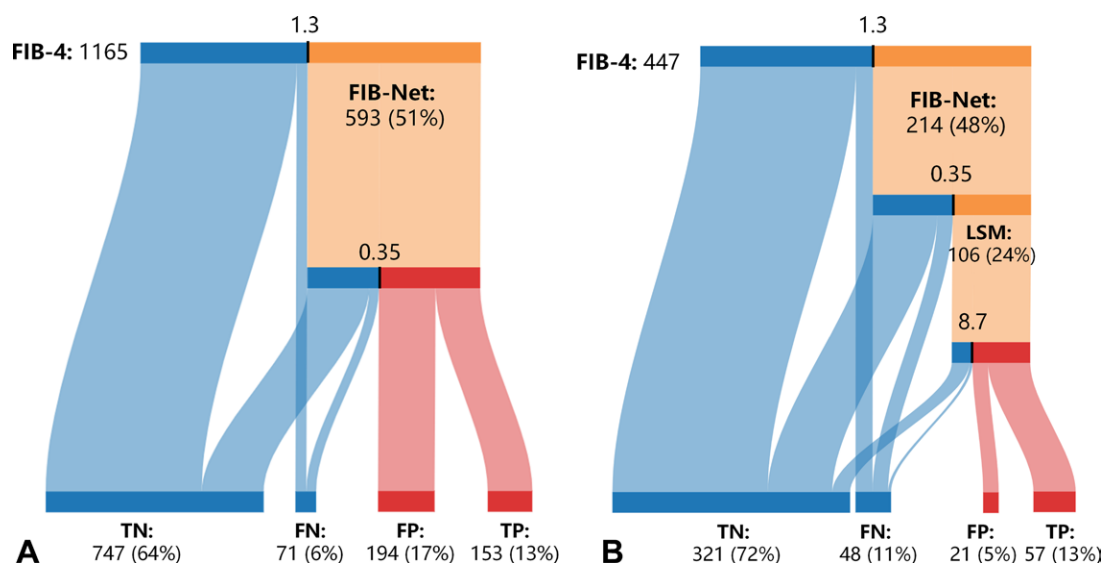 1.3
FIB-4: 1165
FIB-Net:
593 (51%)
0.35
TN:
747 (64%)
FN:
71 (6%)
FP:
194 (17%)
TP:
153 (13%)
A
1.3
FIB-4: 447
FIB-Net:
214 (48%)
0.35
LSM:
106 (24%)
8.7
TN:
321 (72%)
FN:
48 (11%)
FP:
21 (5%)
TP:
57 (13%)
B